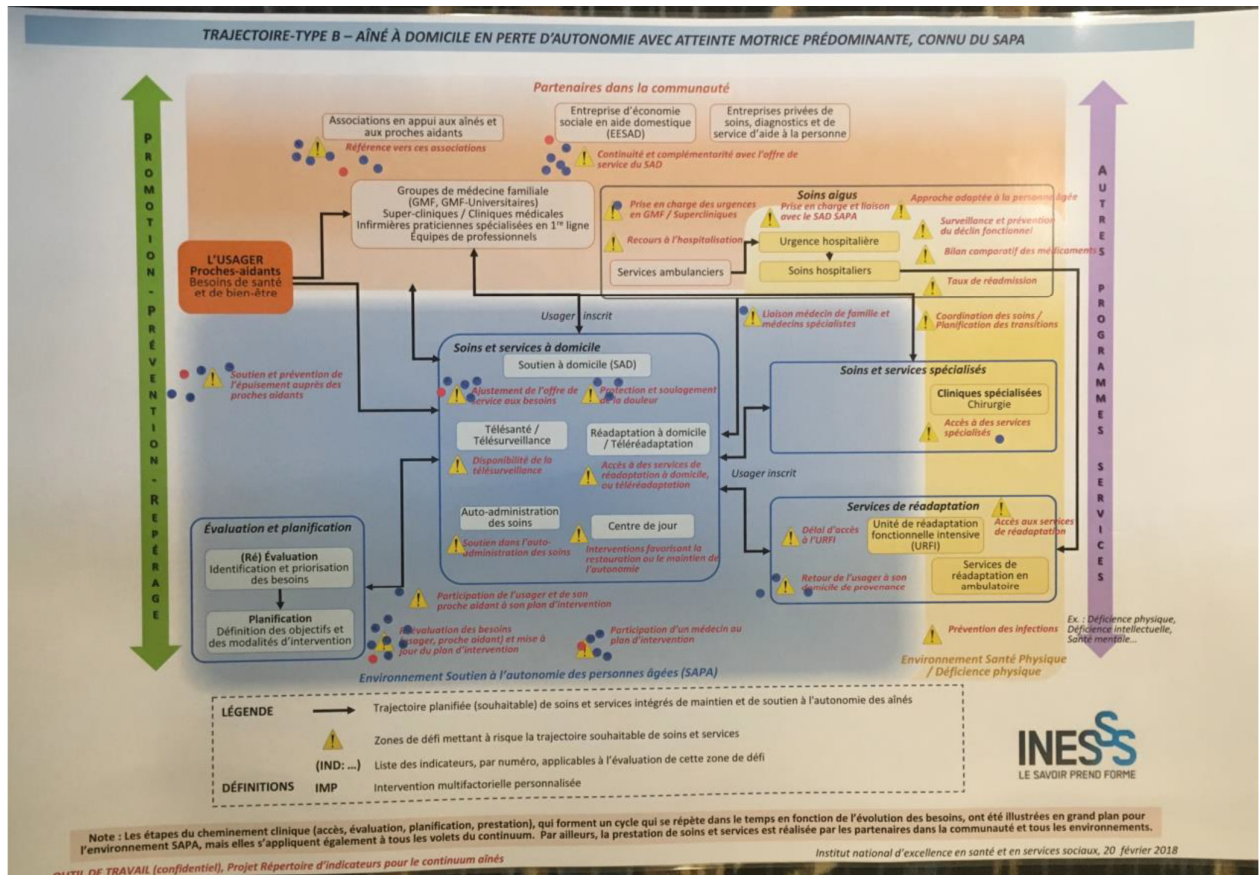 TRAJECTOIRE-TYPE B – AÎNÉ À DOMICILE EN PERTE D'AUTONOMIE AVEC ATTEINTE MOTRICE PRÉDOMINANTE, CONNU DU SAPA
PROMOTION - PRÉVENTION - REPÉRAGE
Partenaires dans la communauté
Associations en appui aux aînés et
aux proches aidants
Référence vers ces associations
Entreprise d'économie
sociale en aide domestique
(EESAD)
Continuité et complémentarité avec l'offre de
service du SAD
Entreprises privées de
soins, diagnostics et de
service d'aide à la personne
AUTRES PROGRAMMES SERVICES
Groupes de médecine familiale
(GMF, GMF-Universitaires)
Super-cliniques / Cliniques médicales
Infirmières praticiennes spécialisées en 1re ligne
Équipes de professionnels
Soins aigus
Prise en charge des urgences
en GMF / Supercliniques
Prise en charge et liaison
avec le SAD SAPA
Approche adaptée à la personne âgée
Recours à l'hospitalisation
Urgence hospitalière
Surveillance et prévention
du déclin fonctionnel
Bilan comparatif des médicaments
Services ambulanciers
Soins hospitaliers
Taux de réadmission
L'USAGER
Proches-aidants
Besoins de santé
et de bien-être
Usager inscrit
Liaison médecin de famille et
médecins spécialistes
Coordination des soins /
Planification des transitions
Soutien et prévention de
l'épuisement auprès des
proches aidants
Soins et services à domicile
Soutien à domicile (SAD)
Ajustement de l'offre de
service aux besoins
Protection et soulagement
de la douleur
Télésanté /
Télésurveillance
Disponibilité de la
télésurveillance
Réadaptation à domicile
/ Téléréadaptation
Accès à des services de
réadaptation à domicile,
ou téléréadaptation
Auto-administration
des soins
Soutien dans l'auto-
administration des soins
Centre de jour
Interventions favorisant la
restauration ou le maintien de
l'autonomie
Soins et services spécialisés
Cliniques spécialisées
Chirurgie
Accès à des services
spécialisés
Usager inscrit
Services de réadaptation
Délai d'accès
à l'URFI
Unité de réadaptation
fonctionnelle intensive
(URFI)
Accès aux services
de réadaptation
Retour de l'usager à son
domicile de provenance
Services de
réadaptation en
ambulatoire
Évaluation et planification
(Ré) Évaluation
Identification et priorisation
des besoins
Planification
Définition des objectifs et
des modalités d'intervention
Participation de l'usager et de son
proche aidant à son plan d'intervention
évaluation des besoins
(usager, proche aidant) et mise à
jour du plan d'intervention
Participation d'un médecin au
plan d'intervention
Prévention des infections
Ex. : Déficience physique,
Déficience intellectuelle,
Santé mentale...
Environnement Soutien à l'autonomie des personnes âgées (SAPA)
Environnement Santé Physique
/ Déficience physique
LÉGENDE
Trajectoire planifiée (souhaitable) de soins et services intégrés de maintien et de soutien à l'autonomie des aînés
Zones de défi mettant à risque la trajectoire souhaitable de soins et services
(IND: ...) Liste des indicateurs, par numéro, applicables à l'évaluation de cette zone de défi
DÉFINITIONS IMP Intervention multifactorielle personnalisée
INESSS
LE SAVOIR PREND FORME
Note : Les étapes du cheminement clinique (accès, évaluation, planification, prestation), qui forment un cycle qui se répète dans le temps en fonction de l'évolution des besoins, ont été illustrées en grand plan pour
l'environnement SAPA, mais elles s'appliquent également à tous les volets du continuum. Par ailleurs, la prestation de soins et services est réalisée par les partenaires dans la communauté et tous les environnements.
OUTIL DE TRAVAIL (confidentiel), Projet Répertoire d'indicateurs pour le continuum aînés
Institut national d'excellence en santé et en services sociaux, 20 février 2018